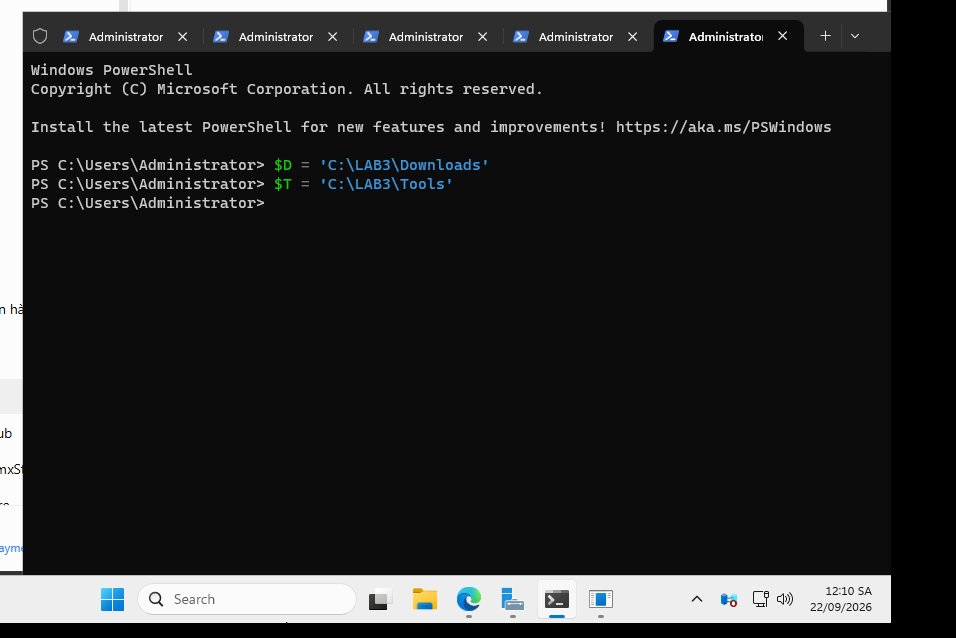 Administrator
Administrator
Administrator
Administrator
Administrator
Windows PowerShell
Copyright (C) Microsoft Corporation. All rights reserved.
Install the latest PowerShell for new features and improvements! https://aka.ms/PSWindows
PS C:\Users\Administrator> $D = 'C:\LAB3\Downloads'
PS C:\Users\Administrator> $T = 'C:\LAB3\Tools'
PS C:\Users\Administrator>
n hà
ub
mxSt
ayme
Search
12:10 SA
22/09/2026